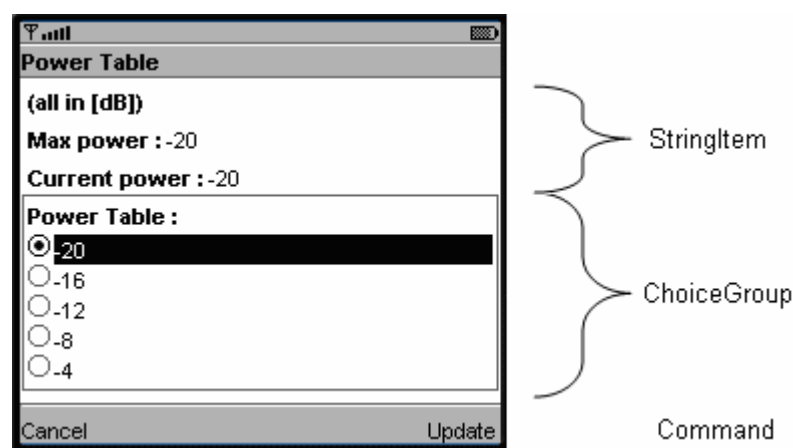 Power Table
(all in [dB])
Max power : -20
Current power : -20
StringItem
Power Table :
-20
-16
-12
-8
-4
ChoiceGroup
Cancel Update
Command